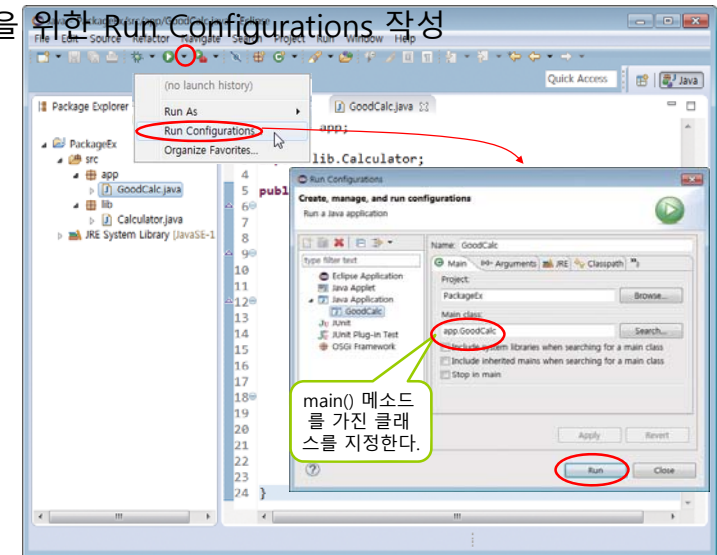 을 위한 Run Configurations 작성
File Edit Source Refactor Navigate Search Project Run Window Help
Quick Access
Java
(no launch history)
Run As
Run Configurations...
Organize Favorites...
Package Explorer
PackageEx
src
app
GoodCalc.java
lib
Calculator.java
JRE System Library [JavaSE-1
GoodCalc.java
app;
lib.Calculator;
4
5 publ
6
7
8
9
10
11
12
13
14
15
16
17
18
19
20
21
22
23
24 }
Run Configurations
Create, manage, and run configurations
Run a Java application
type filter text
Eclipse Application
Java Applet
Java Application
GoodCalc
JUnit
JUnit Plug-in Test
OSGi Framework
Name: GoodCalc
Main Arguments JRE Classpath
Project:
PackageEx
Browse...
Main class:
app.GoodCalc
Search...
Include system libraries when searching for a main class
Include inherited mains when searching for a main class
Stop in main
Apply Revert
Run Close
main() 메소드
를 가진 클래
스를 지정한다.